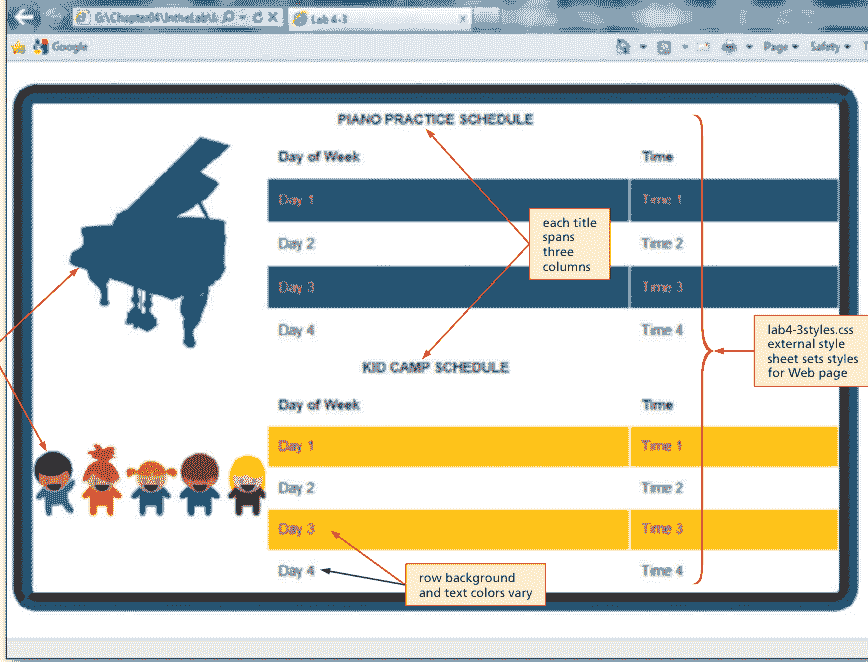 G:\Chapter04\IntheLab\L
Lab 4-3
Google
Page
Safety
PIANO PRACTICE SCHEDULE
Day of Week Time
Day 1 Time 1
Day 2 Time 2
Day 3 Time 3
Day 4 Time 4
each title
spans
three
columns
lab4-3styles.css
external style
sheet sets styles
for Web page
KID CAMP SCHEDULE
Day of Week Time
Day 1 Time 1
Day 2 Time 2
Day 3 Time 3
Day 4 Time 4
row background
and text colors vary